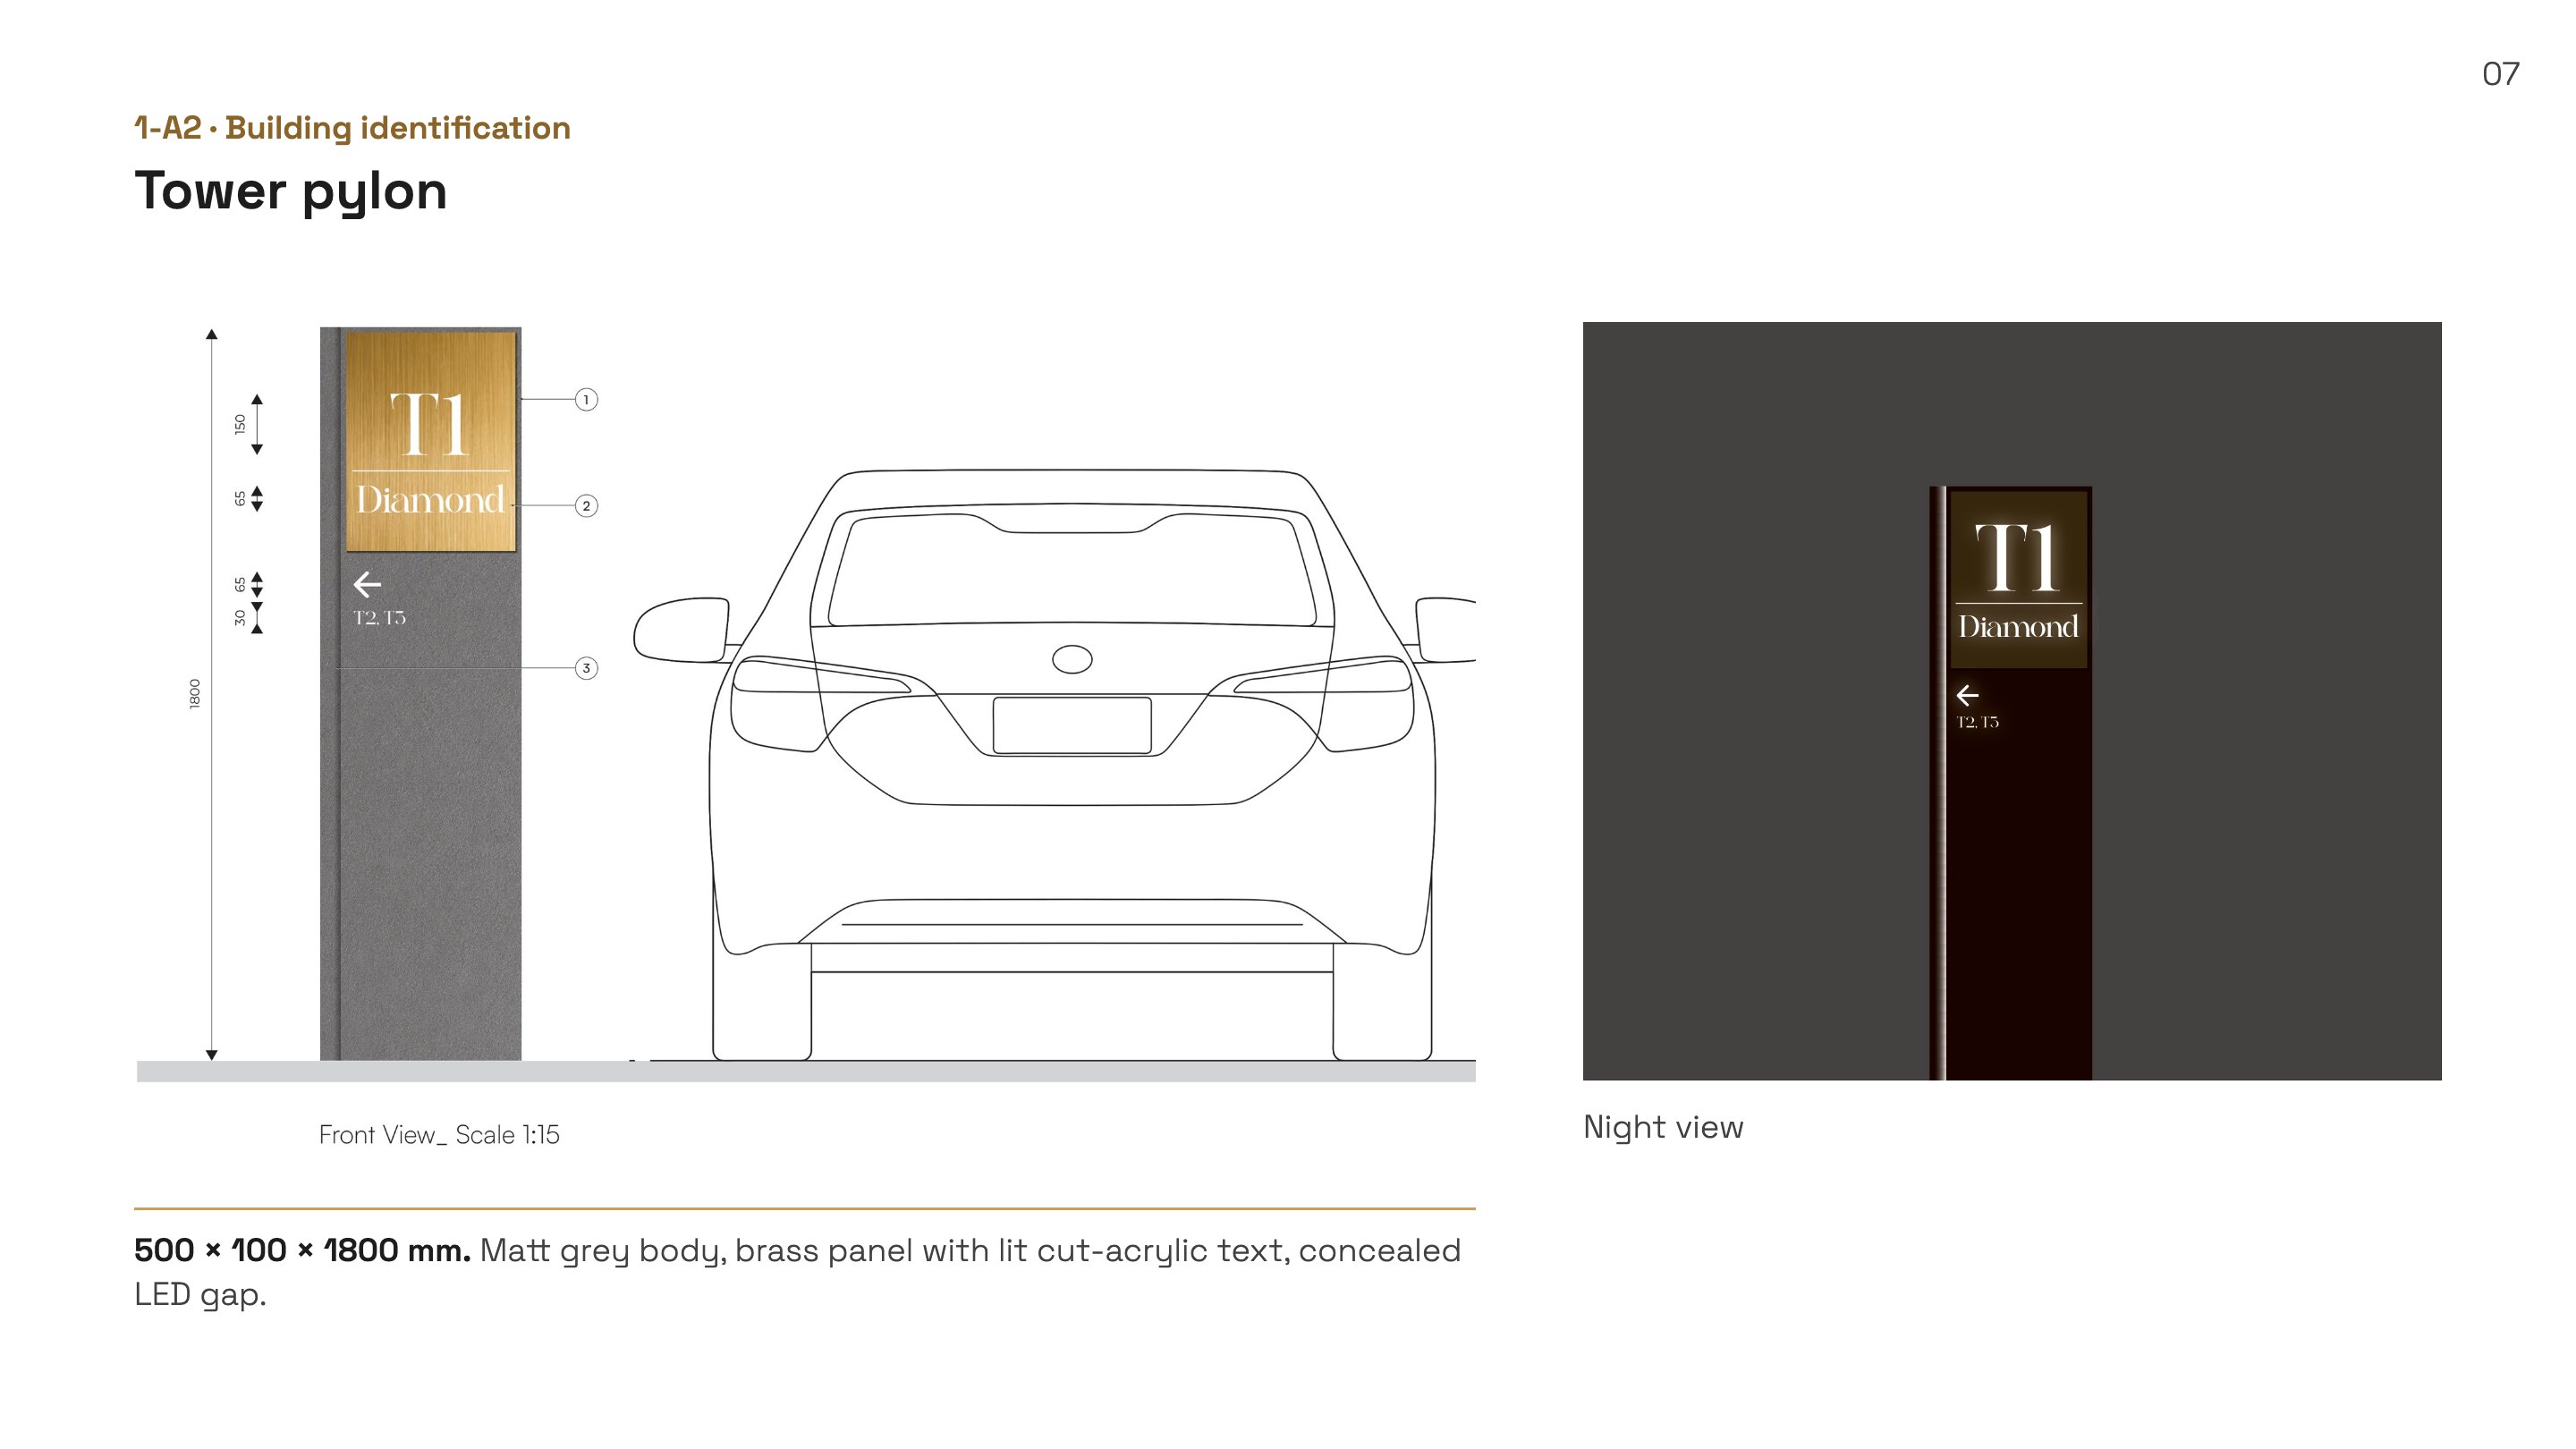 07
1-A2 · Building identification
Tower pylon
1800
150
65
65
30
T1
Diamond
T2, T3
1
2
3
Front View_ Scale 1:15
T1
Diamond
T2, T3
Night view
500 × 100 × 1800 mm. Matt grey body, brass panel with lit cut-acrylic text, concealed
LED gap.